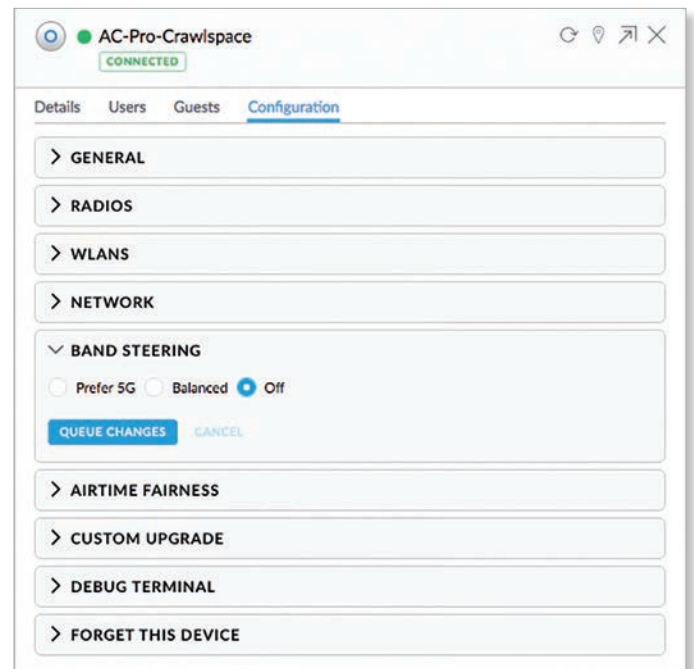 AC-Pro-Crawlspace
CONNECTED
Details Users Guests Configuration
GENERAL
RADIOS
WLANS
NETWORK
BAND STEERING
Prefer 5G Balanced Off
QUEUE CHANGES CANCEL
AIRTIME FAIRNESS
CUSTOM UPGRADE
DEBUG TERMINAL
FORGET THIS DEVICE